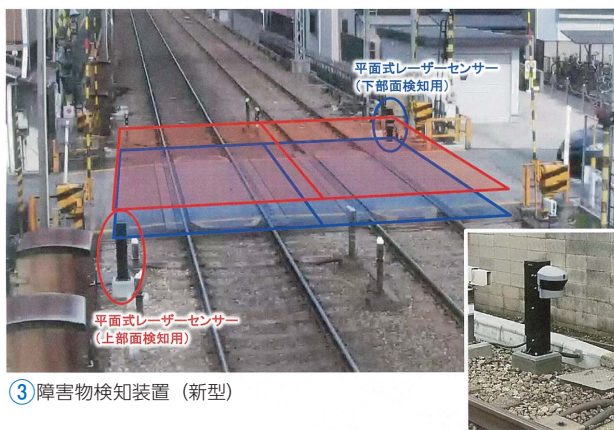 平面式レーザーセンサー
（下部面検知用）
平面式レーザーセンサー
（上部面検知用）
③障害物検知装置（新型）